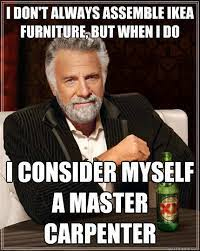 I DON'T ALWAYS ASSEMBLE IKEA
FURNITURE, BUT WHEN I DO
I CONSIDER MYSELF
A MASTER
CARPENTER